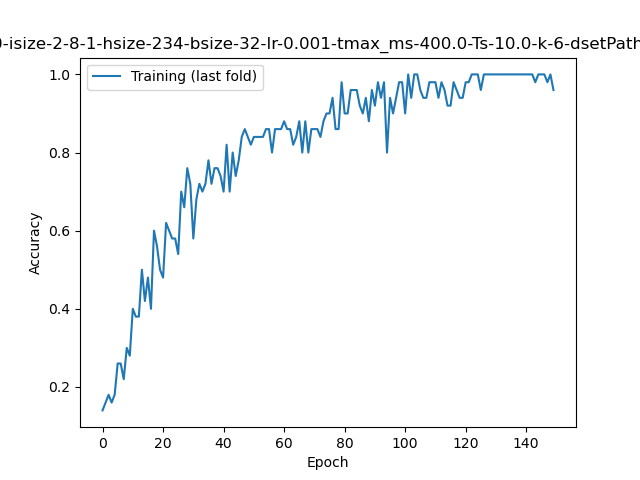 0-isize-2-8-1-hsize-234-bsize-32-lr-0.001-tmax_ms-400.0-Ts-10.0-k-6-dsetPath
Training (last fold)
1.0
0.8
0.6
0.4
0.2
Accuracy
0 20 40 60 80 100 120 140
Epoch